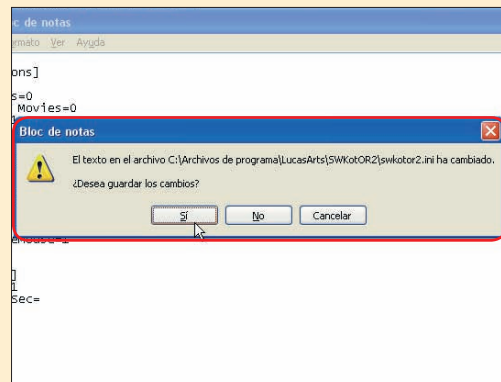 c de notas
rmato Ver Ayuda
ons]
s=0
Movies=0
Bloc de notas
El texto en el archivo C:\Archivos de programa\LucasArts\SWKotOR2\swkotor2.ini ha cambiado.
¿Desea guardar los cambios?
Sí No Cancelar
]
1
Sec=